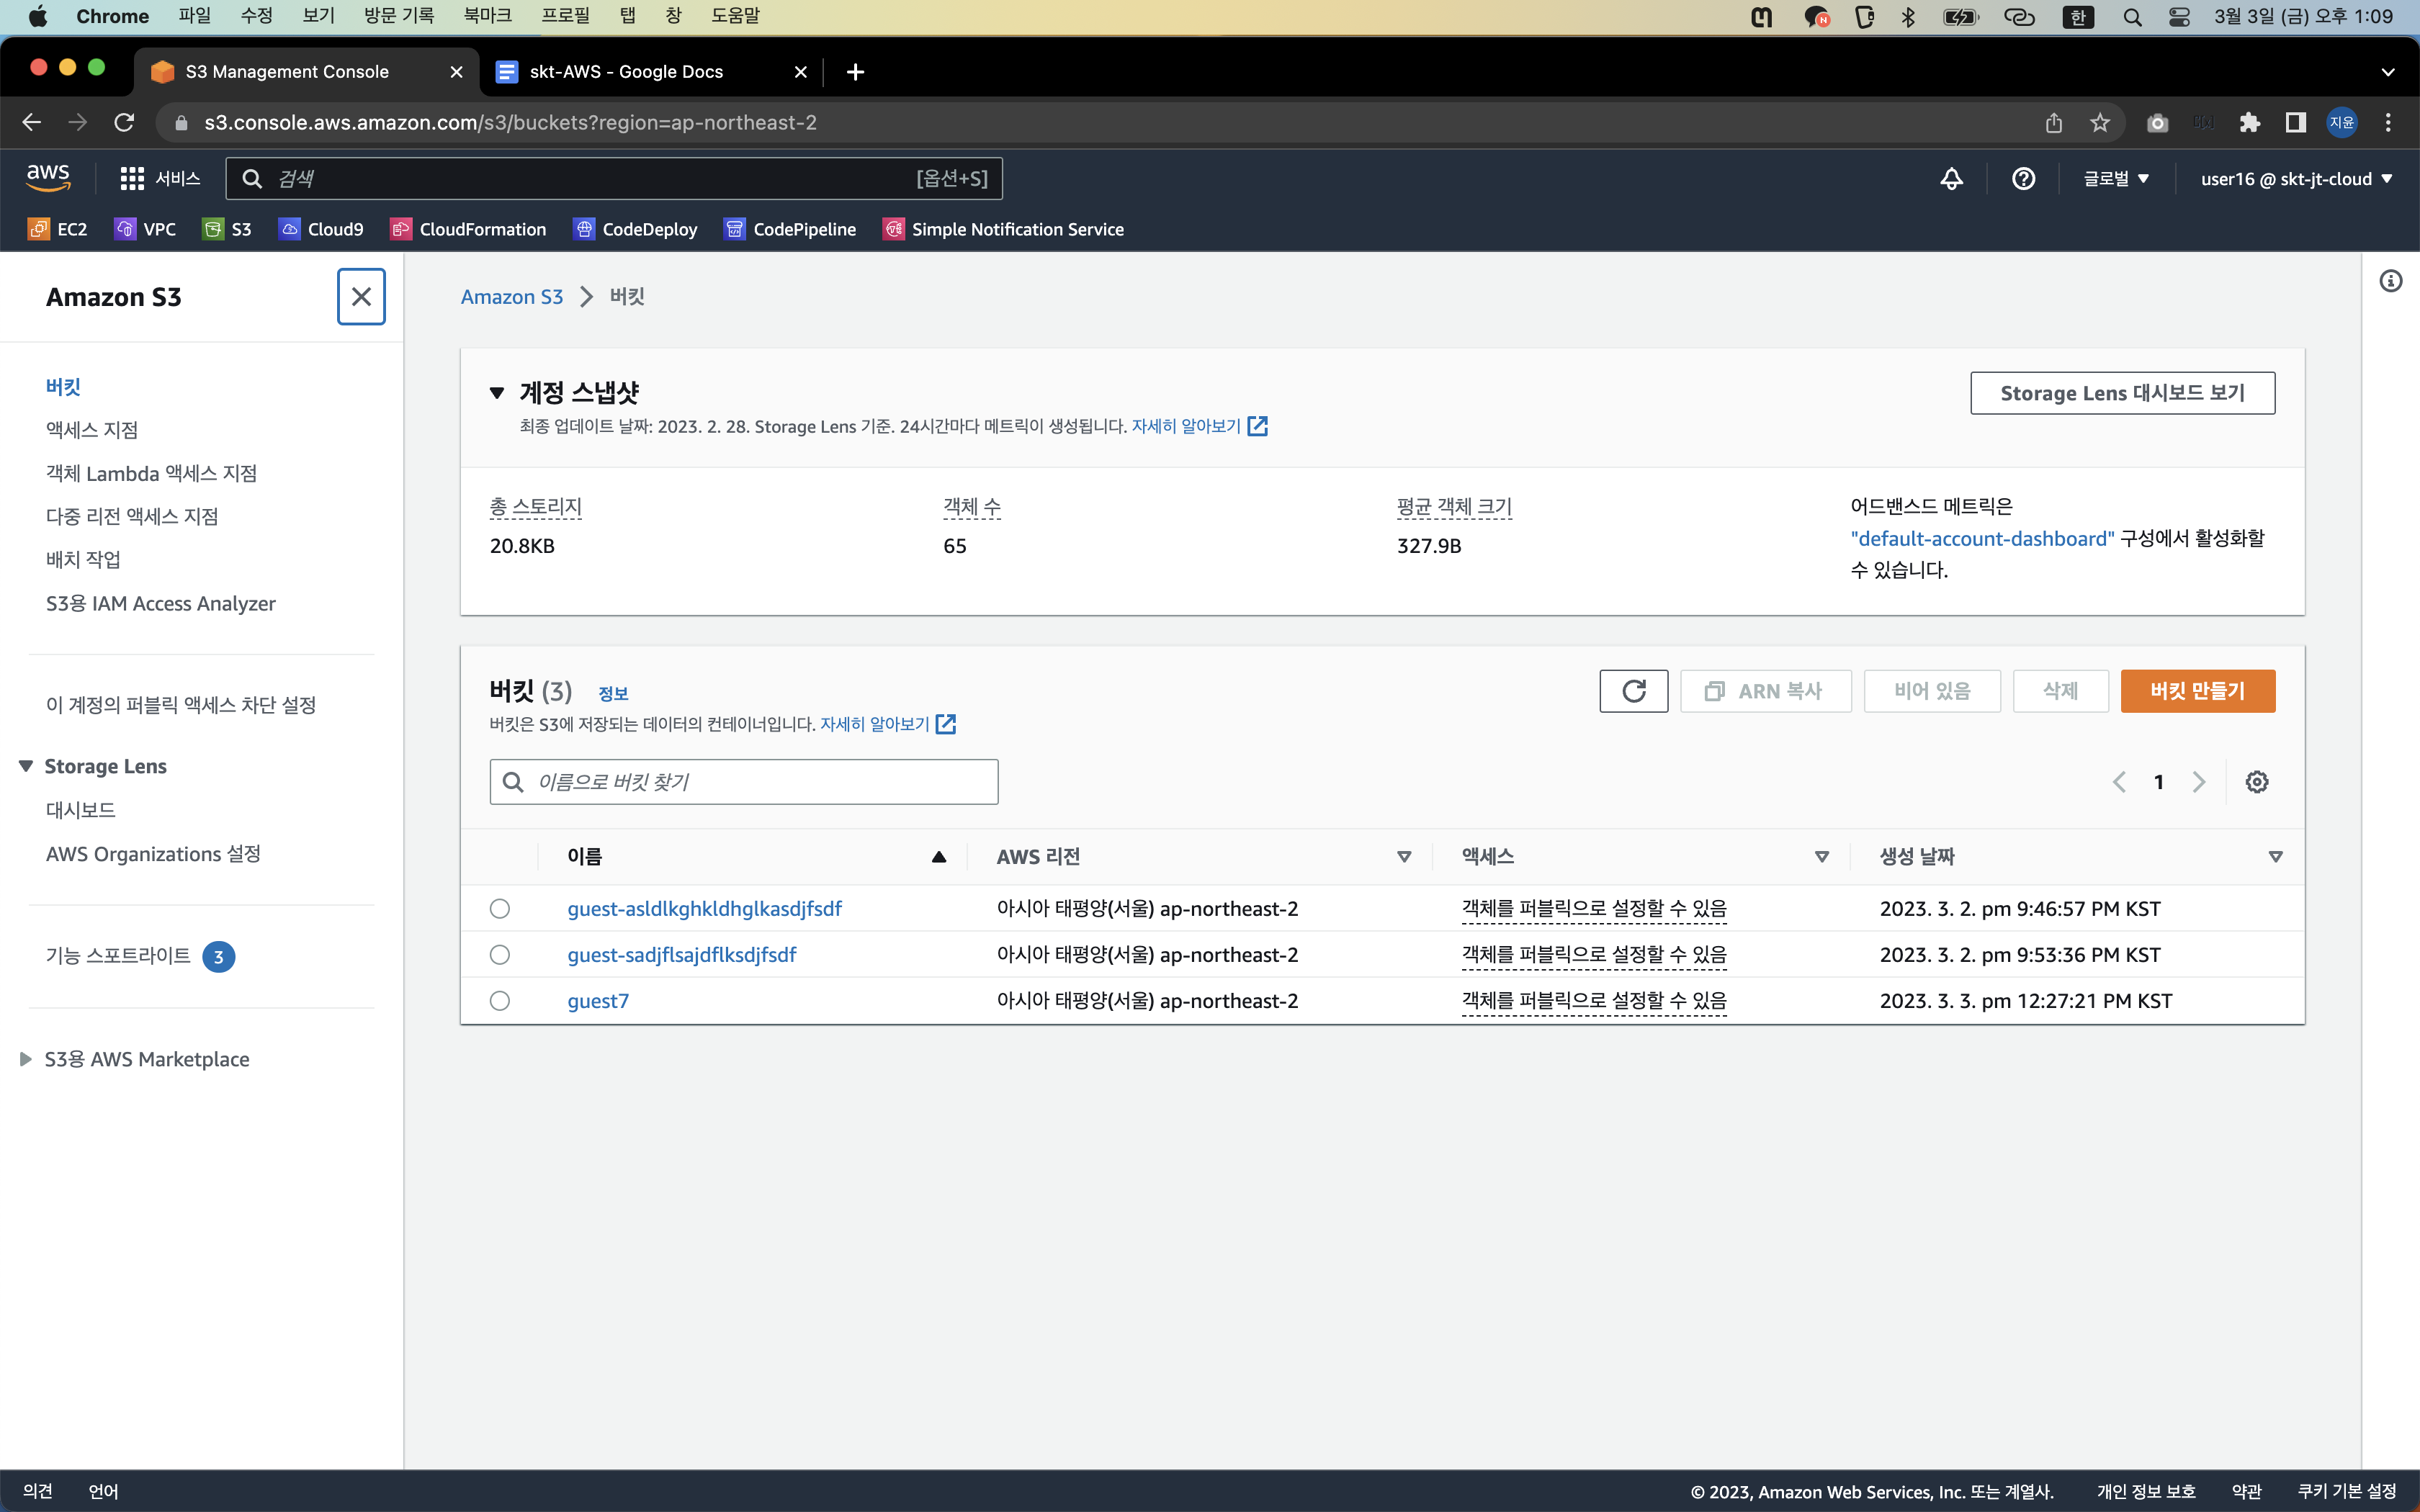 Chrome 파일 수정 보기 방문 기록 북마크 프로필 탭 창 도움말 한 3월 3일 (금) 오후 1:09
S3 Management Console skt-AWS - Google Docs
s3.console.aws.amazon.com/s3/buckets?region=ap-northeast-2 지윤
aws 서비스 검색 [옵션+S] 글로벌 user16 @ skt-jt-cloud
EC2 VPC S3 Cloud9 CloudFormation CodeDeploy CodePipeline Simple Notification Service
Amazon S3
버킷
액세스 지점
객체 Lambda 액세스 지점
다중 리전 액세스 지점
배치 작업
S3용 IAM Access Analyzer
이 계정의 퍼블릭 액세스 차단 설정
Storage Lens
대시보드
AWS Organizations 설정
기능 스포트라이트 3
S3용 AWS Marketplace
Amazon S3 버킷
계정 스냅샷
Storage Lens 대시보드 보기
최종 업데이트 날짜: 2023. 2. 28. Storage Lens 기준. 24시간마다 메트릭이 생성됩니다. 자세히 알아보기
총 스토리지 객체 수 평균 객체 크기
20.8KB 65 327.9B
어드밴스드 메트릭은
"default-account-dashboard" 구성에서 활성화할
수 있습니다.
버킷 (3) 정보
ARN 복사 비어 있음 삭제 버킷 만들기
버킷은 S3에 저장되는 데이터의 컨테이너입니다. 자세히 알아보기
이름으로 버킷 찾기 1
이름 AWS 리전 액세스 생성 날짜
guest-asldlkghkldhglkasdjfsdf 아시아 태평양(서울) ap-northeast-2 객체를 퍼블릭으로 설정할 수 있음 2023. 3. 2. pm 9:46:57 PM KST
guest-sadjflsajdflksdjfsdf 아시아 태평양(서울) ap-northeast-2 객체를 퍼블릭으로 설정할 수 있음 2023. 3. 2. pm 9:53:36 PM KST
guest7 아시아 태평양(서울) ap-northeast-2 객체를 퍼블릭으로 설정할 수 있음 2023. 3. 3. pm 12:27:21 PM KST
의견 언어 © 2023, Amazon Web Services, Inc. 또는 계열사. 개인 정보 보호 약관 쿠키 기본 설정